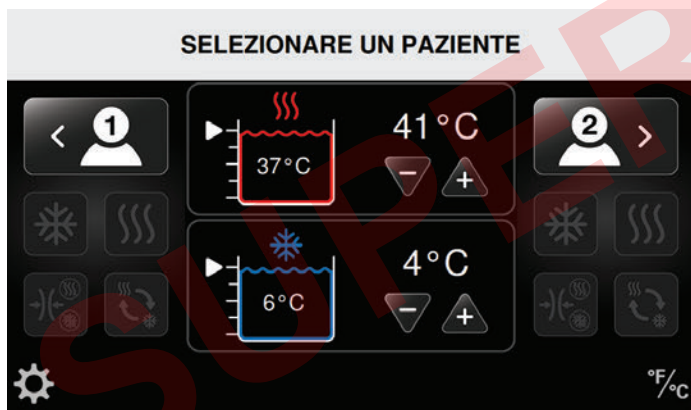 SELEZIONARE UN PAZIENTE
1
41°C
37°C
2
4°C
6°C
°F/°C
SUPER